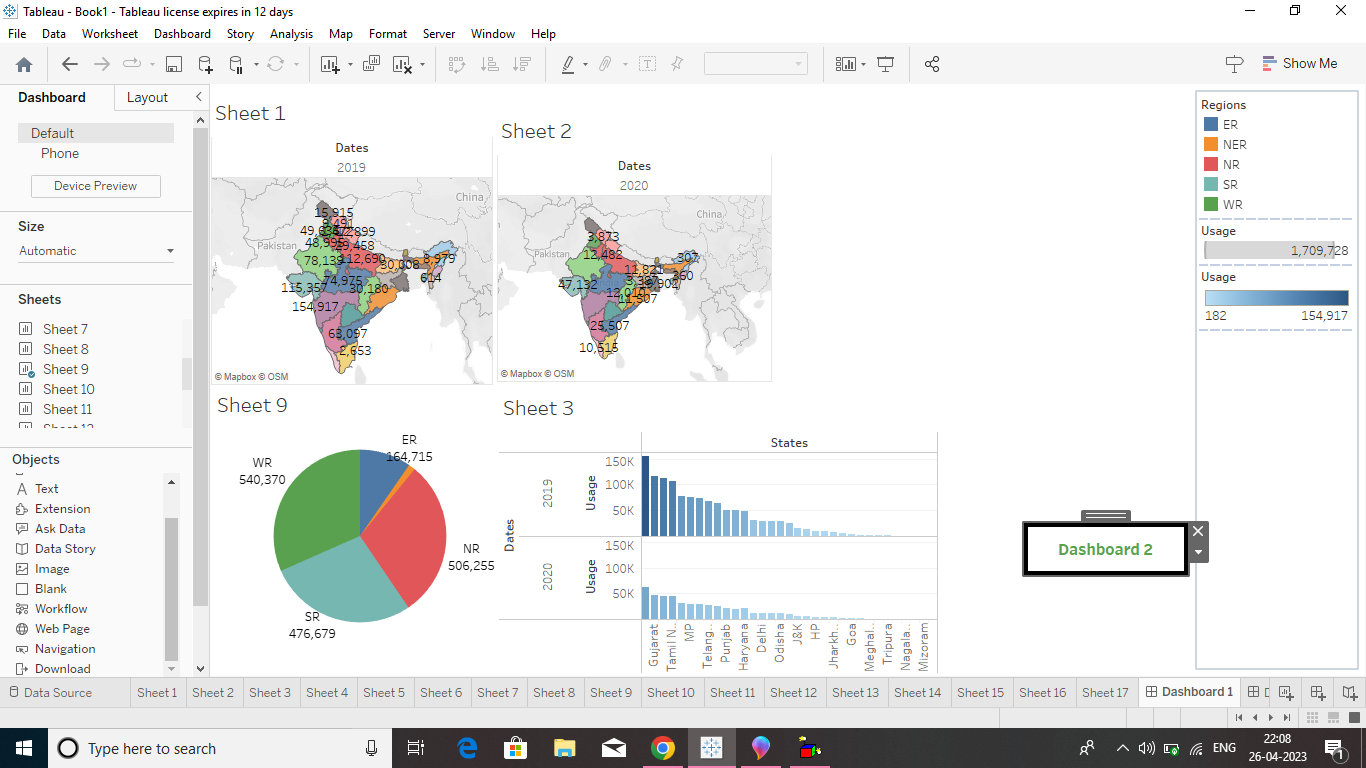 Tableau - Book1 - Tableau license expires in 12 days
File Data Worksheet Dashboard Story Analysis Map Format Server Window Help
Show Me
Dashboard Layout
Default
Phone
Device Preview
Size
Automatic
Sheets
Sheet 7
Sheet 8
Sheet 9
Sheet 10
Sheet 11
Objects
Text
Extension
Ask Data
Data Story
Image
Blank
Workflow
Web Page
Navigation
Download
Sheet 1
Dates
2019
China
Pakistan
15,915
78,139
112,690
30,008
8,979
115,357
74,975
30,180
614
154,917
63,097
2,653
© Mapbox © OSM
Sheet 2
Dates
2020
China
Pakistan
3,873
12,482
307
11,821
360
47,132
11,507
25,507
10,515
© Mapbox © OSM
Sheet 9
ER
164,715
WR
540,370
NR
506,255
SR
476,679
Sheet 3
States
Dates
2019
Usage
150K
100K
50K
2020
Usage
150K
100K
50K
Gujarat
Tamil N..
MP
Telang..
Punjab
Haryana
Delhi
Odisha
J&K
HP
Jharkh..
Goa
Meghal..
Tripura
Nagala..
Mizoram
Dashboard 2
Regions
ER
NER
NR
SR
WR
Usage
1,709,728
Usage
182 154,917
Data Source Sheet 1 Sheet 2 Sheet 3 Sheet 4 Sheet 5 Sheet 6 Sheet 7 Sheet 8 Sheet 9 Sheet 10 Sheet 11 Sheet 12 Sheet 13 Sheet 14 Sheet 15 Sheet 16 Sheet 17 Dashboard 1
Type here to search
ENG
22:08
26-04-2023
1